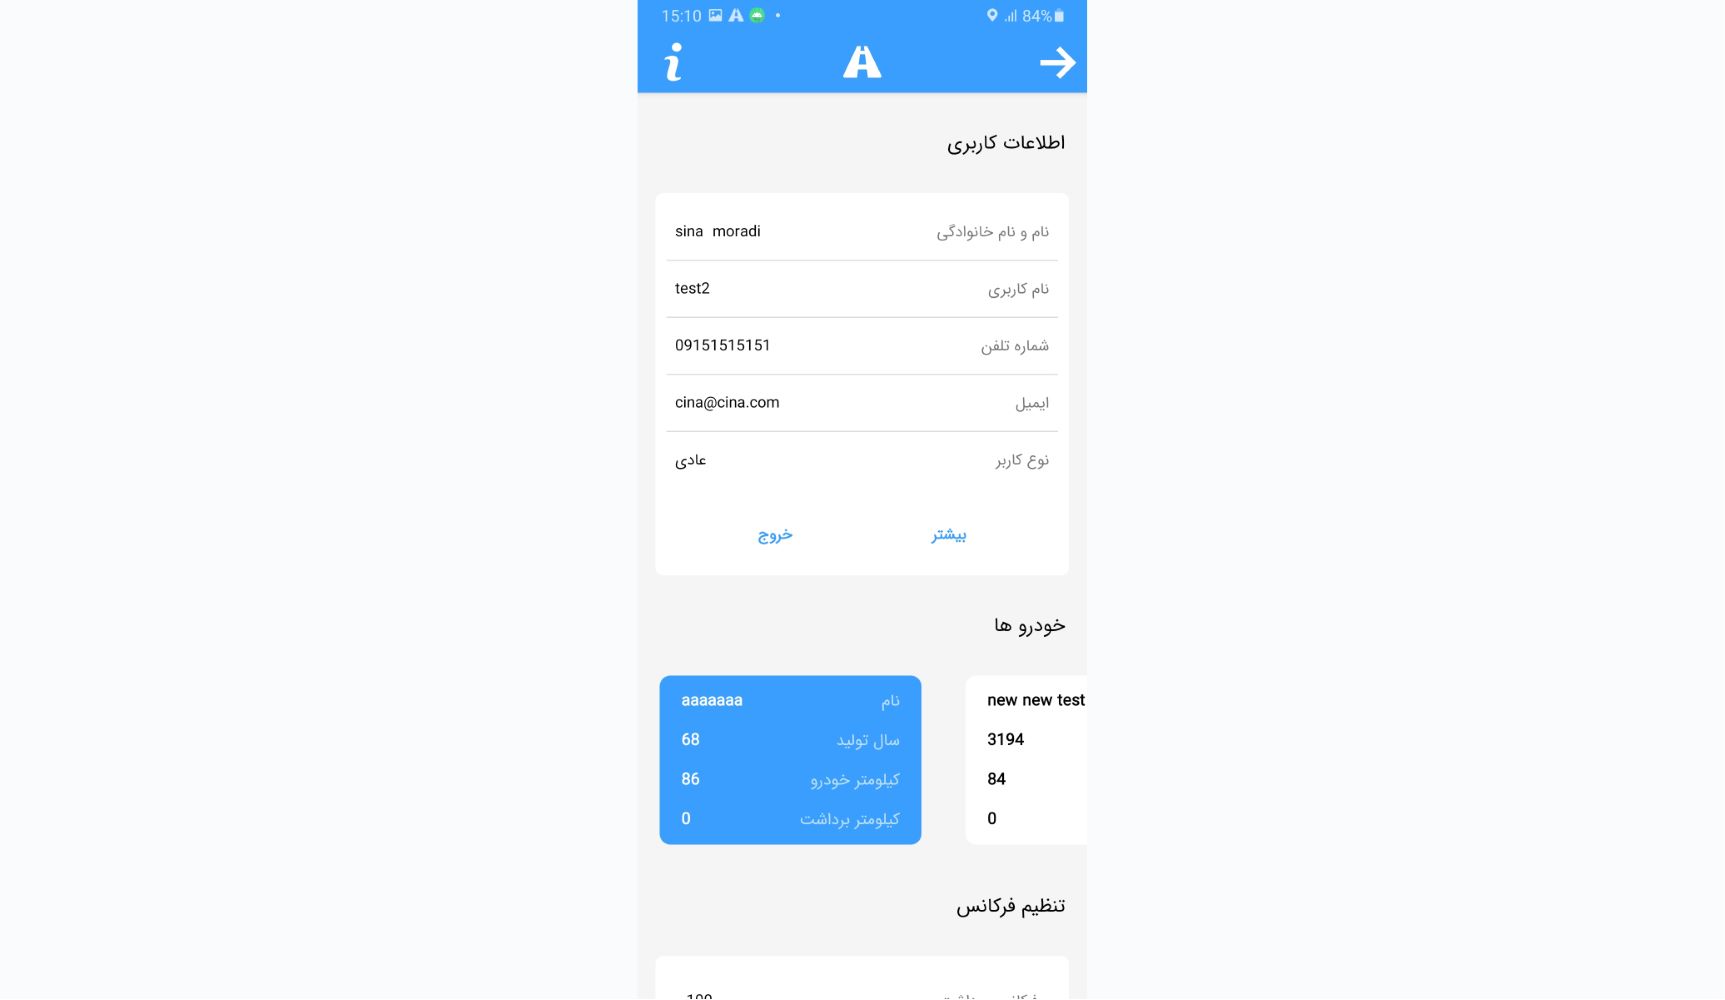 15:10 84%
اطلاعات کاربری
نام و نام خانوادگی sina moradi
نام کاربری test2
شماره تلفن 09151515151
ایمیل cina@cina.com
نوع کاربر عادی
بیشتر خروج
خودرو ها
نام aaaaaaa
سال تولید 68
کیلومتر خودرو 86
کیلومتر برداشت 0
new new test
3194
84
0
تنظیم فرکانس